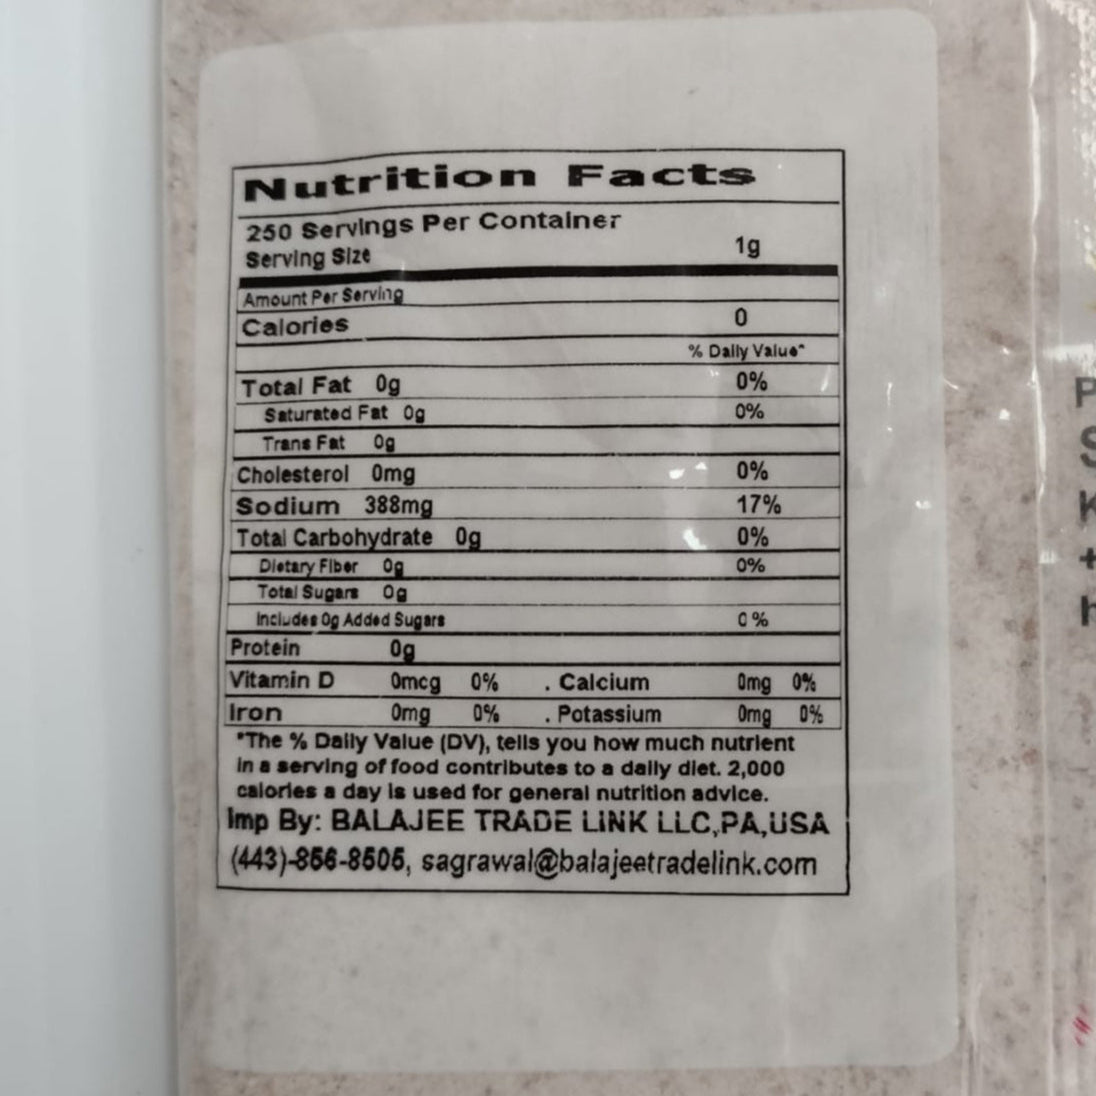 Nutrition Facts
250 Servings Per Container
Serving Size 1g
Amount Per Serving
Calories 0
% Daily Value*
Total Fat 0g 0%
Saturated Fat 0g 0%
Trans Fat 0g
Cholesterol 0mg 0%
Sodium 388mg 17%
Total Carbohydrate 0g 0%
Dietary Fiber 0g 0%
Total Sugars 0g
Includes 0g Added Sugars 0%
Protein 0g
Vitamin D 0mcg 0% . Calcium 0mg 0%
Iron 0mg 0% . Potassium 0mg 0%
*The % Daily Value (DV), tells you how much nutrient
in a serving of food contributes to a daily diet. 2,000
calories a day is used for general nutrition advice.
Imp By: BALAJEE TRADE LINK LLC,PA,USA
(443)-856-8505, sagrawal@balajeetradelink.com